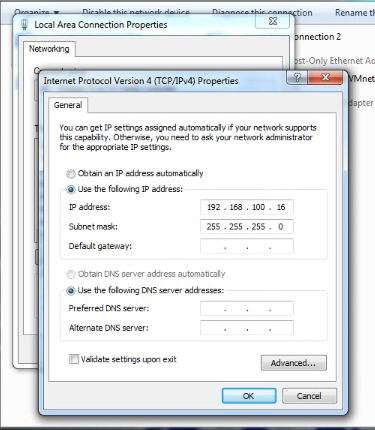 Organize Disable this network device Diagnose this connection Rename th
Local Area Connection Properties
onnection 2
Networking
ost-Only Ethernet Ad
VMnet
Adapter
Internet Protocol Version 4 (TCP/IPv4) Properties
General
You can get IP settings assigned automatically if your network supports
this capability. Otherwise, you need to ask your network administrator
for the appropriate IP settings.
Obtain an IP address automatically
Use the following IP address:
IP address: 192 . 168 . 100 . 16
Subnet mask: 255 . 255 . 255 . 0
Default gateway: . . .
Obtain DNS server address automatically
Use the following DNS server addresses:
Preferred DNS server: . . .
Alternate DNS server: . . .
Validate settings upon exit
Advanced...
OK Cancel